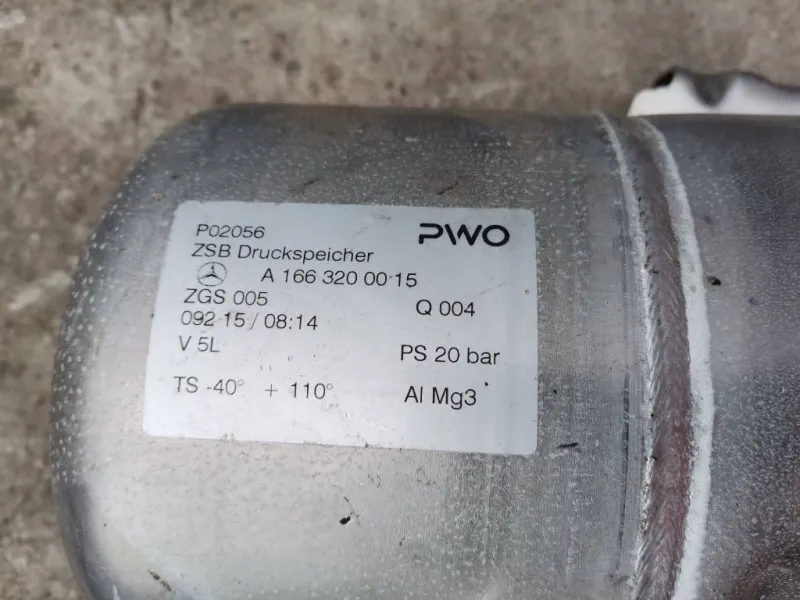 P02056
PWO
ZSB Druckspeicher
A 166 320 00 15
ZGS 005
Q 004
092 15 / 08:14
V 5L
PS 20 bar
TS -40° + 110°
Al Mg3